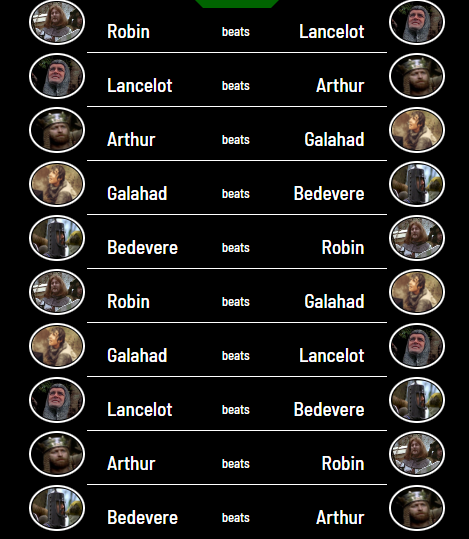 Robin beats Lancelot
Lancelot beats Arthur
Arthur beats Galahad
Galahad beats Bedevere
Bedevere beats Robin
Robin beats Galahad
Galahad beats Lancelot
Lancelot beats Bedevere
Arthur beats Robin
Bedevere beats Arthur